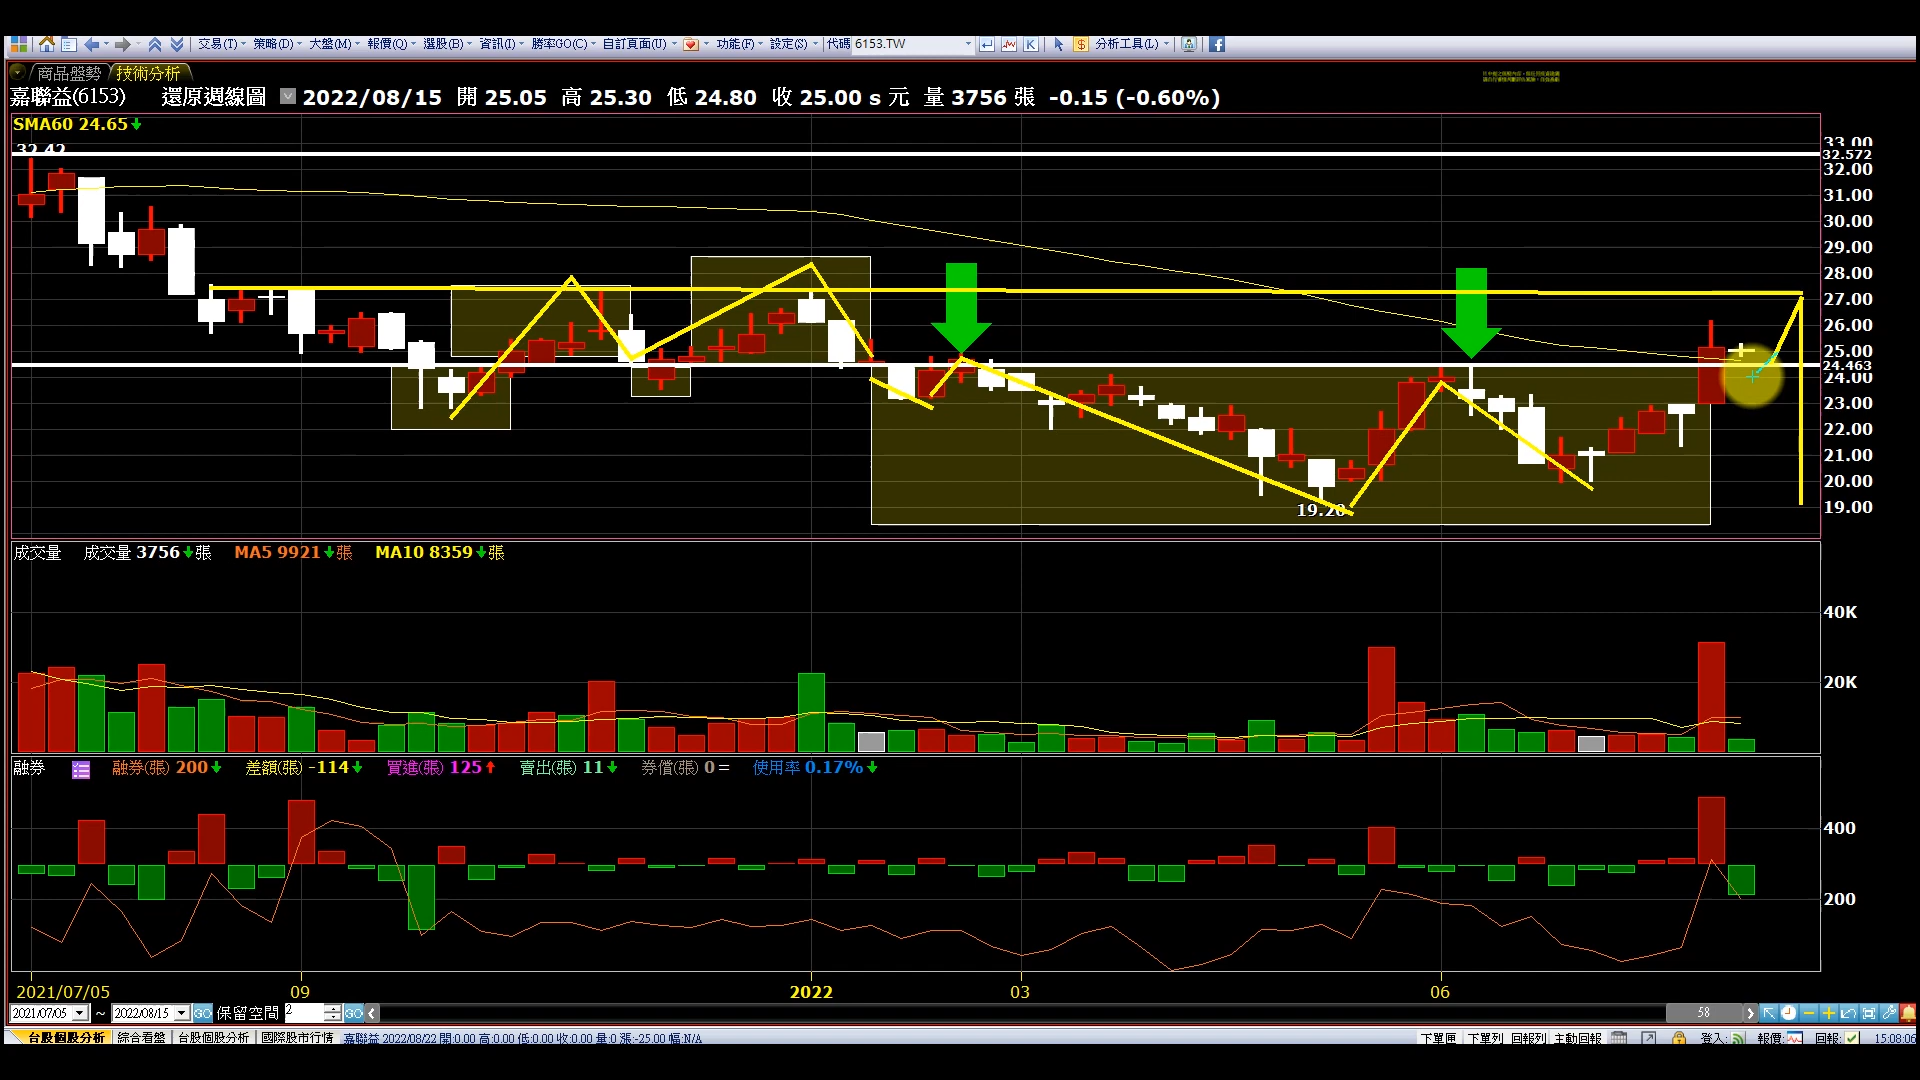 交易(T) 策略(D) 大盤(M) 報價(Q) 選股(B) 資訊(I) 勝率GO(C) 自訂頁面(U) 功能(F) 設定(S) 代碼 6153.TW K $ 分析工具(L)
商品盤勢 技術分析
嘉聯益(6153) 還原週線圖 2022/08/15 開 25.05 高 25.30 低 24.80 收 25.00 s 元 量 3756 張 -0.15 (-0.60%)
SMA60 24.65
32.42
33.00
32.572
32.00
31.00
30.00
29.00
28.00
27.00
26.00
25.00
24.463
24.00
23.00
22.00
21.00
20.00
19.00
19.20
成交量 成交量 3756 張 MA5 9921 張 MA10 8359 張
40K
20K
融券 融券(張) 200 差額(張) -114 買進(張) 125 賣出(張) 11 券償(張) 0 = 使用率 0.17%
400
200
2021/07/05 09 2022 03 06
2021/07/05 ~ 2022/08/15 GO 保留空間 2 GO 58
台股個股分析 綜合看盤 台股個股分析 國際股市行情 嘉聯益 2022/08/22 開:0.00 高:0.00 低:0.00 收:0.00 量:0 漲:-25.00 幅:N/A 下單匣 下單列 回報列 主動回報 登入: 報價: 回報: 15:08:06